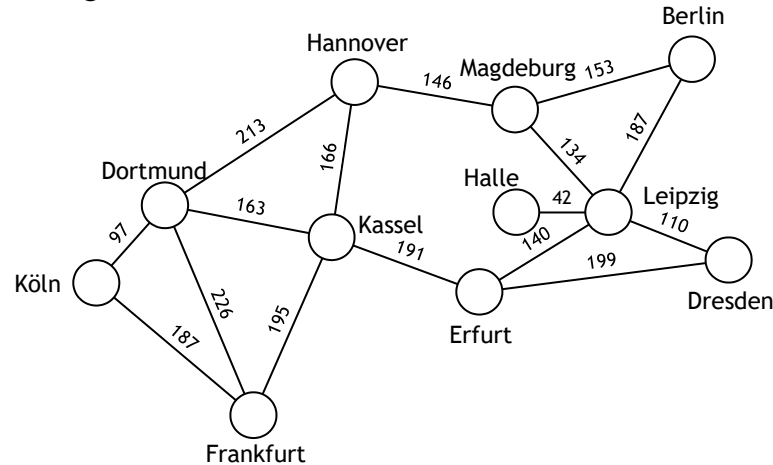 Berlin
Hannover
Magdeburg
153
146
213
134
187
166
Dortmund
Halle
42
Leipzig
163
Kassel
110
97
140
191
199
Köln
Dresden
226
195
Erfurt
187
Frankfurt